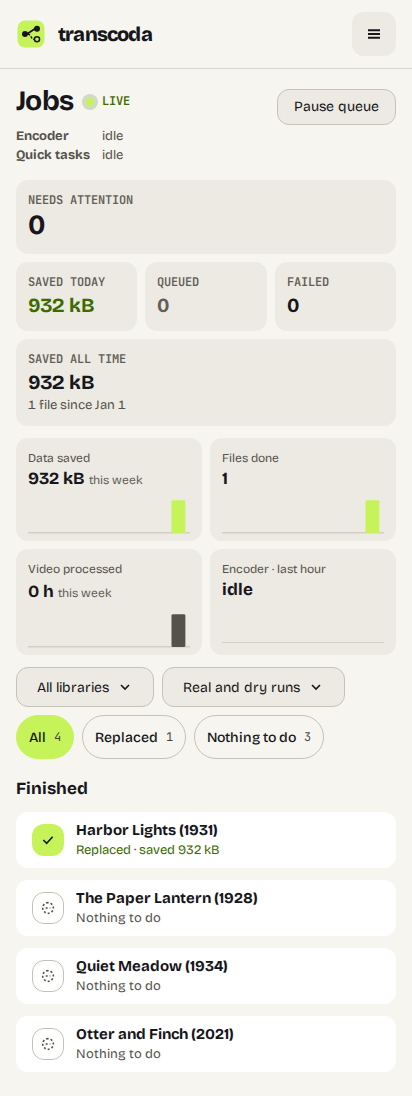 transcoda
Jobs LIVE
Pause queue
Encoder idle
Quick tasks idle
NEEDS ATTENTION
0
SAVED TODAY
932 kB
QUEUED
0
FAILED
0
SAVED ALL TIME
932 kB
1 file since Jan 1
Data saved
932 kB this week
Files done
1
Video processed
0 h this week
Encoder · last hour
idle
All libraries
Real and dry runs
All 4
Replaced 1
Nothing to do 3
Finished
Harbor Lights (1931)
Replaced · saved 932 kB
The Paper Lantern (1928)
Nothing to do
Quiet Meadow (1934)
Nothing to do
Otter and Finch (2021)
Nothing to do